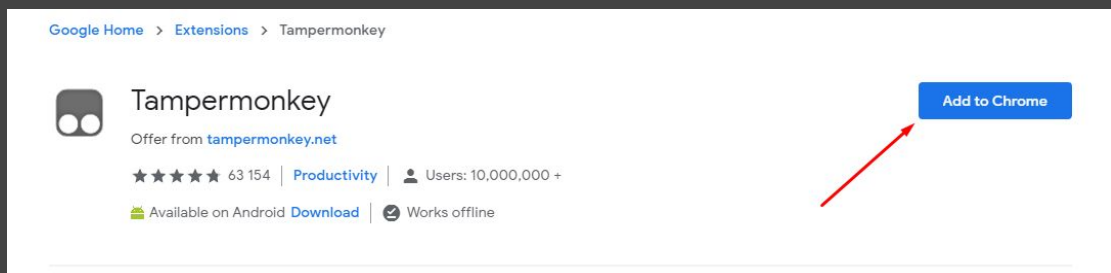 Google Home > Extensions > Tampermonkey
Tampermonkey
Add to Chrome
Offer from tampermonkey.net
63 154 | Productivity | Users: 10,000,000 +
Available on Android Download | Works offline